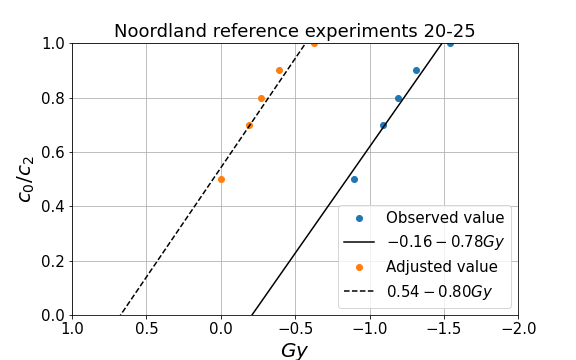 Noordland reference experiments 20-25
1.0
0.8
0.6
0.4
0.2
0.0
c₀/c₂
Observed value
−0.16 − 0.78Gy
Adjusted value
0.54 − 0.80Gy
1.0 0.5 0.0 −0.5 −1.0 −1.5 −2.0
Gy